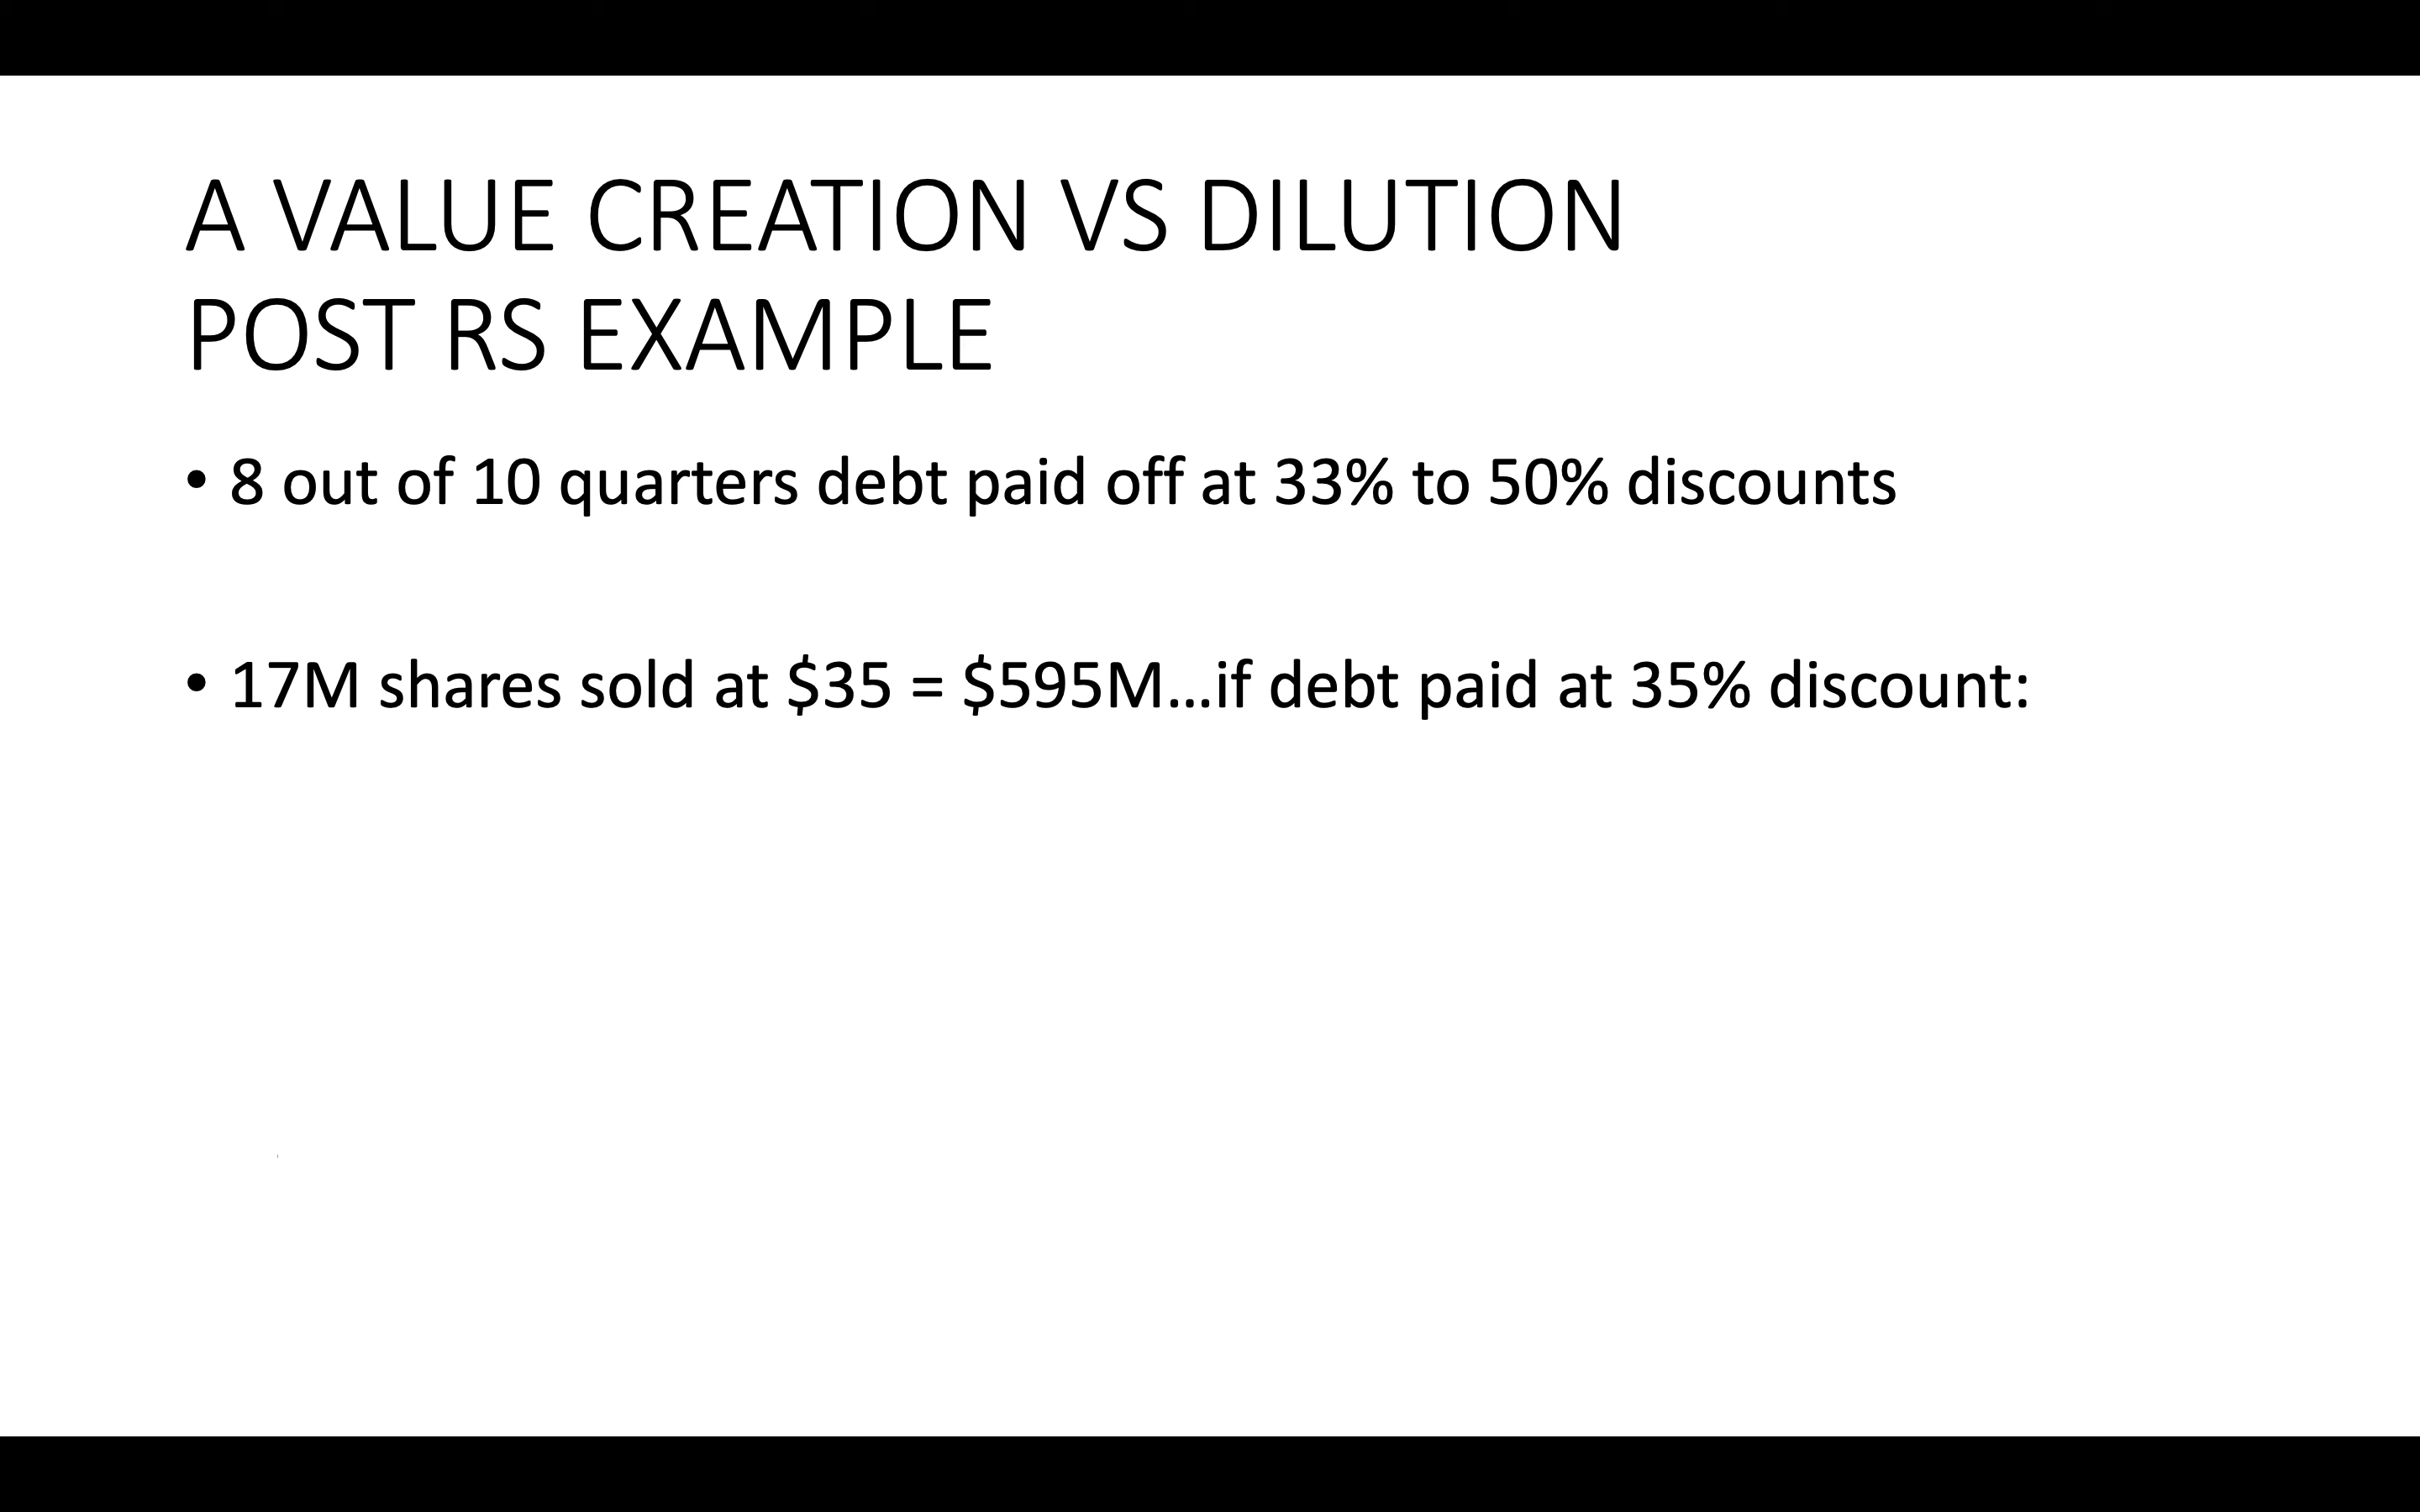 A VALUE CREATION VS DILUTION
POST RS EXAMPLE
• 8 out of 10 quarters debt paid off at 33% to 50% discounts
• 17M shares sold at $35 = $595M...if debt paid at 35% discount: